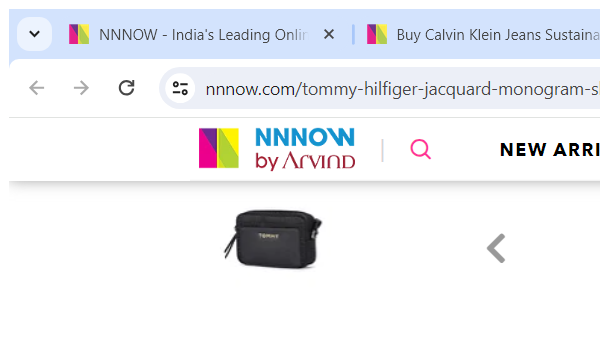 NNNOW - India's Leading Onli
Buy Calvin Klein Jeans Sustaina
nnnow.com/tommy-hilfiger-jacquard-monogram-s
NNNOW
by ARVIND
NEW ARRI
TOMMY